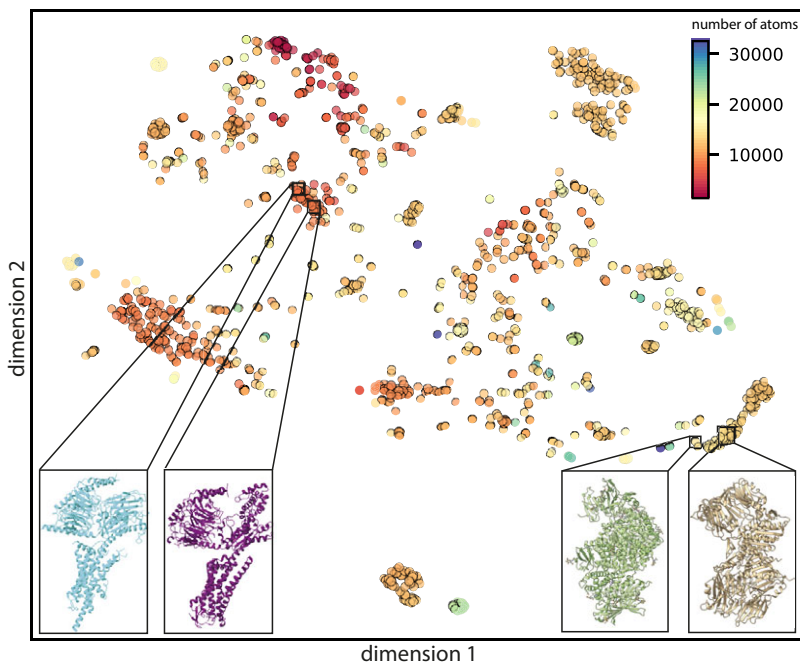 number of atoms
30000
20000
10000
dimension 2
dimension 1